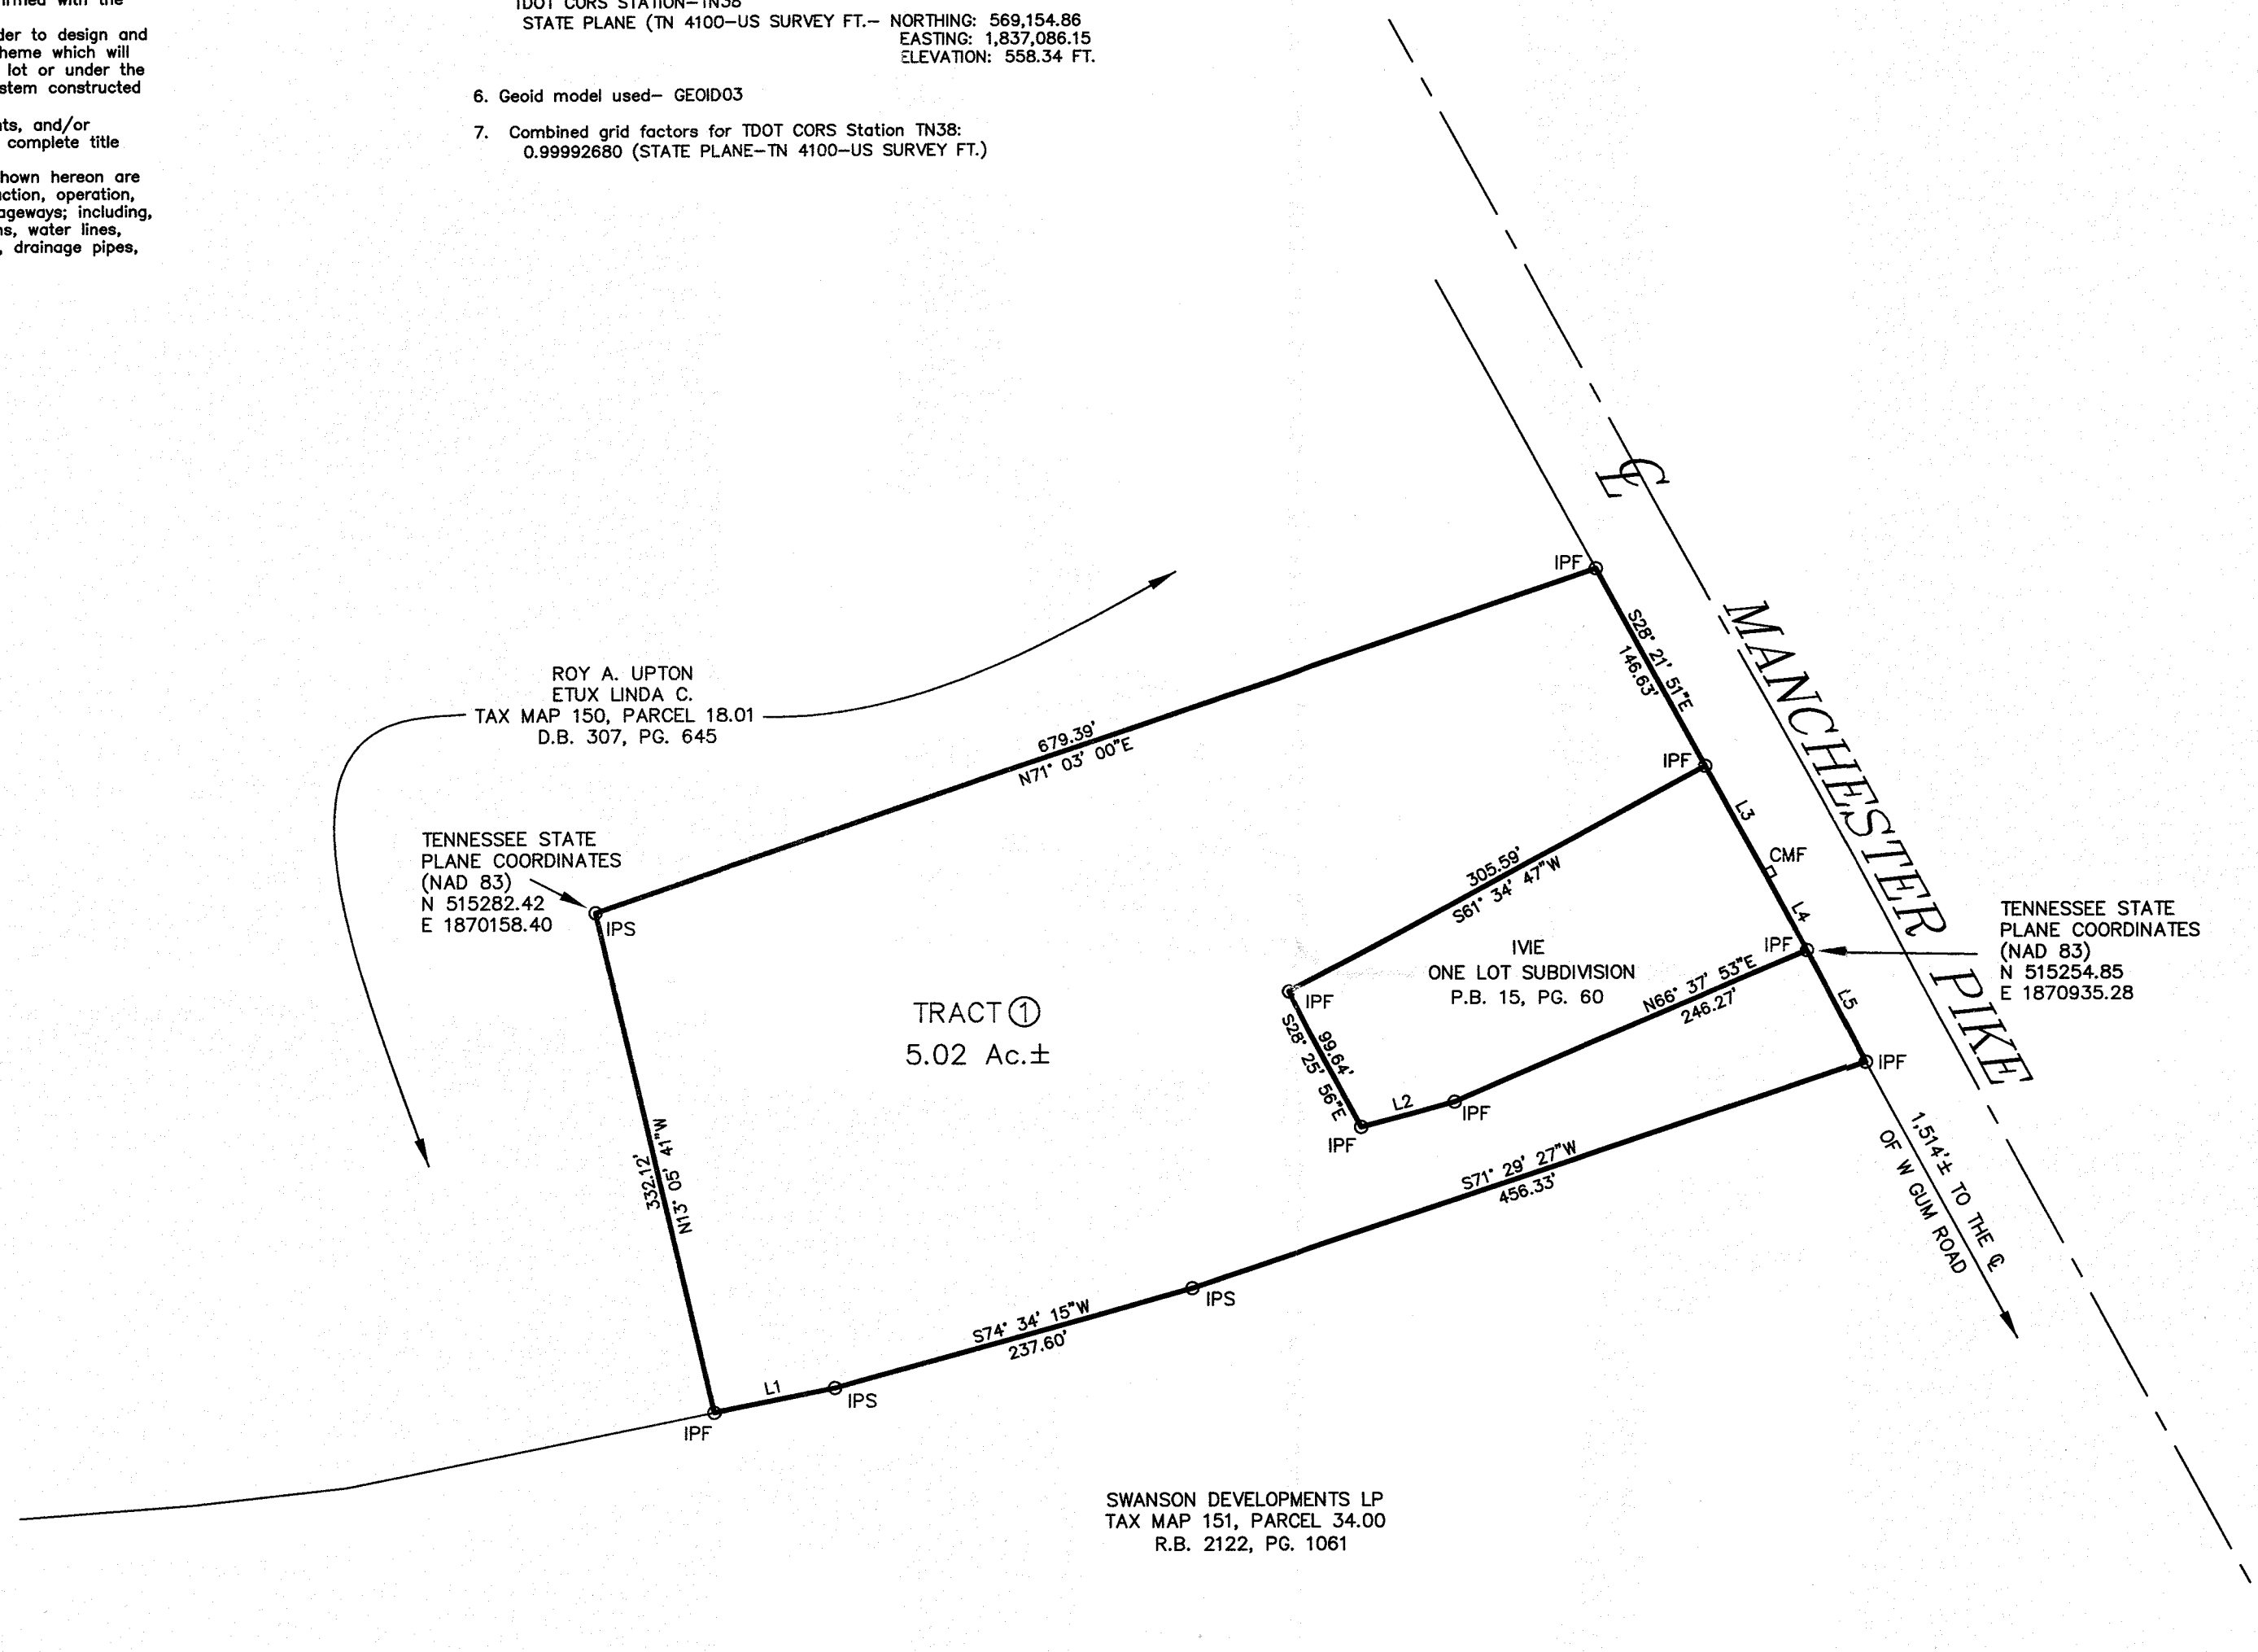 der to design and
heme which will
lot or under the
stem constructed
ts, and/or
complete title
hown hereon are
uction, operation,
ageways; including,
ns, water lines,
, drainage pipes,
TDOT CORS STATION-TN38
STATE PLANE (TN 4100-US SURVEY FT.- NORTHING: 569,154.86
EASTING: 1,837,086.15
ELEVATION: 558.34 FT.
6. Geoid model used- GEOID03
7. Combined grid factors for TDOT CORS Station TN38:
0.99992680 (STATE PLANE-TN 4100-US SURVEY FT.)
℄
MANCHESTER PIKE
IPF
S28° 21' 51"E
146.63'
ROY A. UPTON
ETUX LINDA C.
TAX MAP 150, PARCEL 18.01
D.B. 307, PG. 645
679.39'
N71° 03' 00"E
IPF
L3
CMF
TENNESSEE STATE
PLANE COORDINATES
(NAD 83)
N 515282.42
E 1870158.40
IPS
305.59'
S61° 34' 47"W
L4
IPF
TENNESSEE STATE
PLANE COORDINATES
(NAD 83)
N 515254.85
E 1870935.28
IVIE
ONE LOT SUBDIVISION
P.B. 15, PG. 60
N66° 37' 53"E
246.27'
L5
IPF
TRACT ①
5.02 Ac.±
IPF
99.64'
S28° 25' 56"E
L2
IPF
IPF
332.12'
N13° 05' 41"W
S71° 29' 27"W
456.33'
1,514'± TO THE ℄
OF W GUM ROAD
IPS
S74° 34' 15"W
237.60'
L1
IPS
IPF
SWANSON DEVELOPMENTS LP
TAX MAP 151, PARCEL 34.00
R.B. 2122, PG. 1061